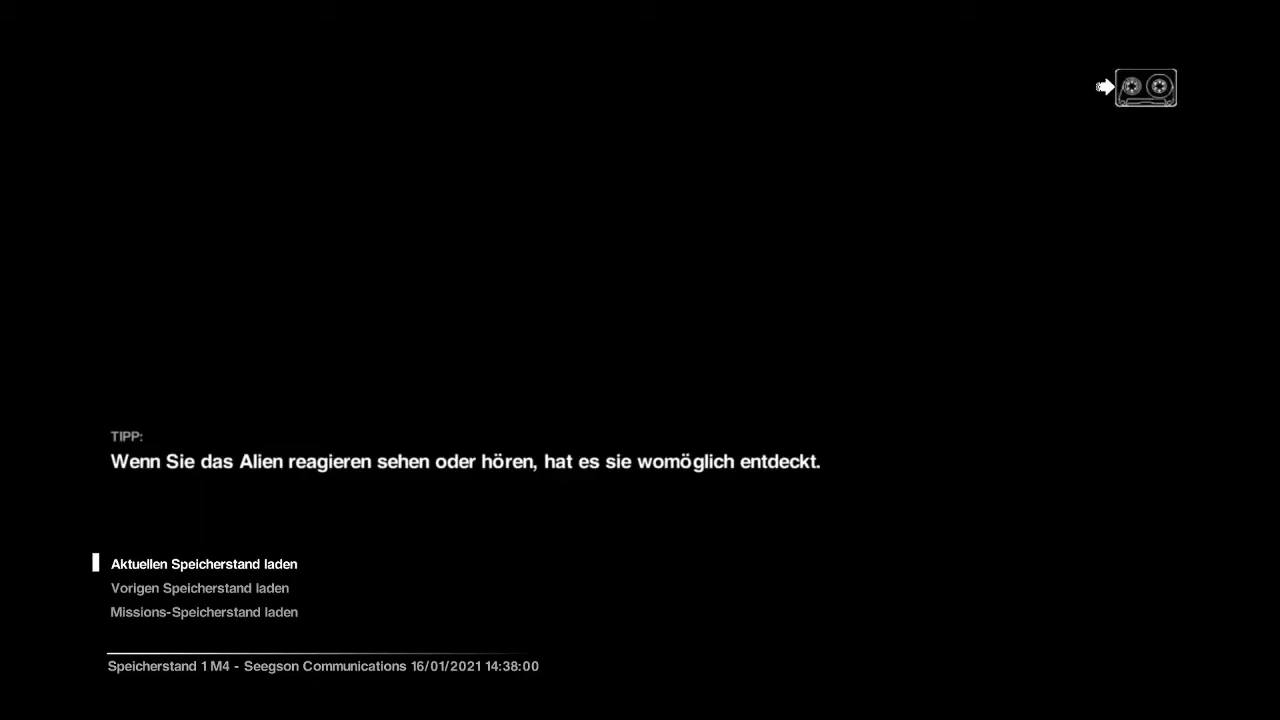 TIPP:
Wenn Sie das Alien reagieren sehen oder hören, hat es sie womöglich entdeckt.
Aktuellen Speicherstand laden
Vorigen Speicherstand laden
Missions-Speicherstand laden
Speicherstand 1 M4 - Seegson Communications 16/01/2021 14:38:00